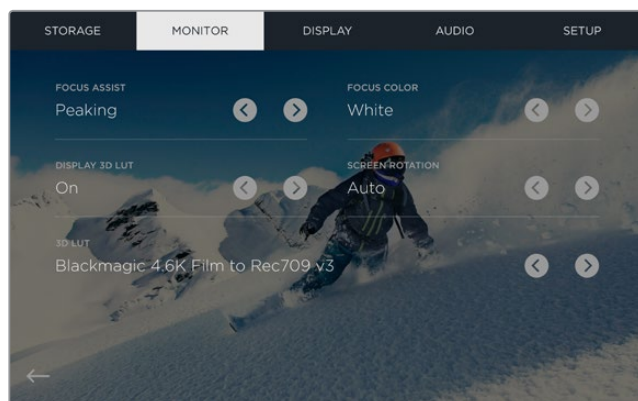 STORAGE MONITOR DISPLAY AUDIO SETUP
FOCUS ASSIST FOCUS COLOR
Peaking White
DISPLAY 3D LUT SCREEN ROTATION
On Auto
3D LUT
Blackmagic 4.6K Film to Rec709 v3